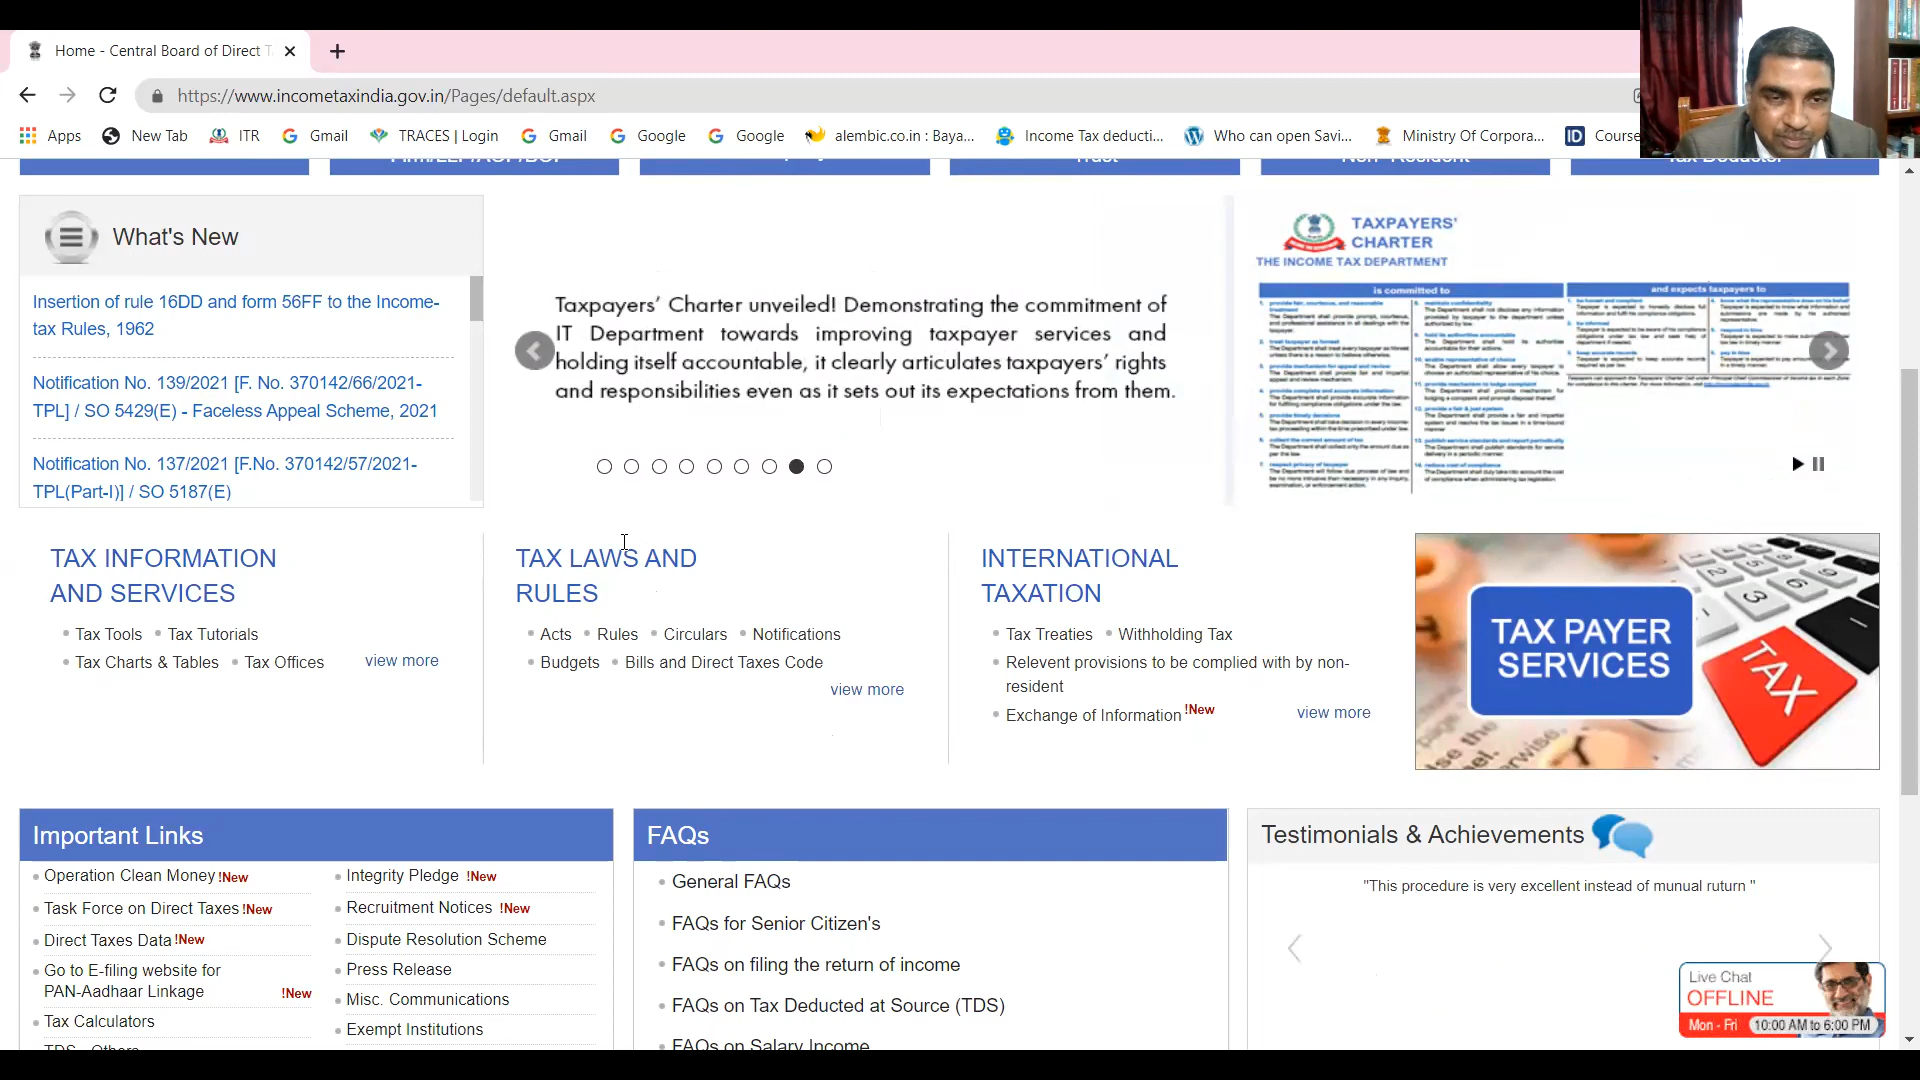 Home - Central Board of Direct T
https://www.incometaxindia.gov.in/Pages/default.aspx
Apps
New Tab
ITR
Gmail
TRACES | Login
Gmail
Google
Google
alembic.co.in : Baya...
Income Tax deducti...
Who can open Savi...
Ministry Of Corpora...
ID
Course
What's New
Insertion of rule 16DD and form 56FF to the Income-
tax Rules, 1962
Notification No. 139/2021 [F. No. 370142/66/2021-
TPL] / SO 5429(E) - Faceless Appeal Scheme, 2021
Notification No. 137/2021 [F.No. 370142/57/2021-
TPL(Part-I)] / SO 5187(E)
Taxpayers' Charter unveiled! Demonstrating the commitment of
IT Department towards improving taxpayer services and
holding itself accountable, it clearly articulates taxpayers' rights
and responsibilities even as it sets out its expectations from them.
TAXPAYERS'
CHARTER
THE INCOME TAX DEPARTMENT
is committed to
and expects taxpayers to
TAX INFORMATION
AND SERVICES
Tax Tools
Tax Tutorials
Tax Charts & Tables
Tax Offices
view more
TAX LAWS AND
RULES
Acts
Rules
Circulars
Notifications
Budgets
Bills and Direct Taxes Code
view more
INTERNATIONAL
TAXATION
Tax Treaties
Withholding Tax
Relevent provisions to be complied with by non-
resident
Exchange of Information !New
view more
TAX PAYER
SERVICES
TAX
Important Links
Operation Clean Money !New
Task Force on Direct Taxes !New
Direct Taxes Data !New
Go to E-filing website for
PAN-Aadhaar Linkage !New
Tax Calculators
Integrity Pledge !New
Recruitment Notices !New
Dispute Resolution Scheme
Press Release
Misc. Communications
Exempt Institutions
FAQs
General FAQs
FAQs for Senior Citizen's
FAQs on filing the return of income
FAQs on Tax Deducted at Source (TDS)
FAQs on Salary Income
Testimonials & Achievements
"This procedure is very excellent instead of munual ruturn "
Live Chat
OFFLINE
Mon - Fri 10:00 AM to 6:00 PM